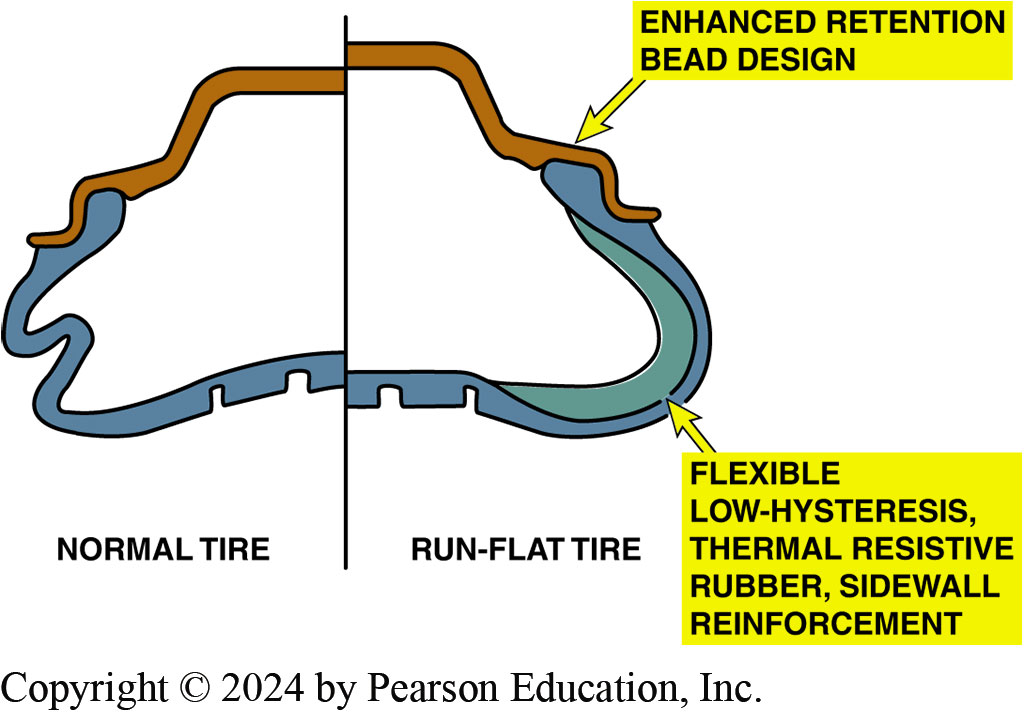 ENHANCED RETENTION
BEAD DESIGN
NORMAL TIRE
RUN-FLAT TIRE
FLEXIBLE
LOW-HYSTERESIS,
THERMAL RESISTIVE
RUBBER, SIDEWALL
REINFORCEMENT
Copyright © 2024 by Pearson Education, Inc.